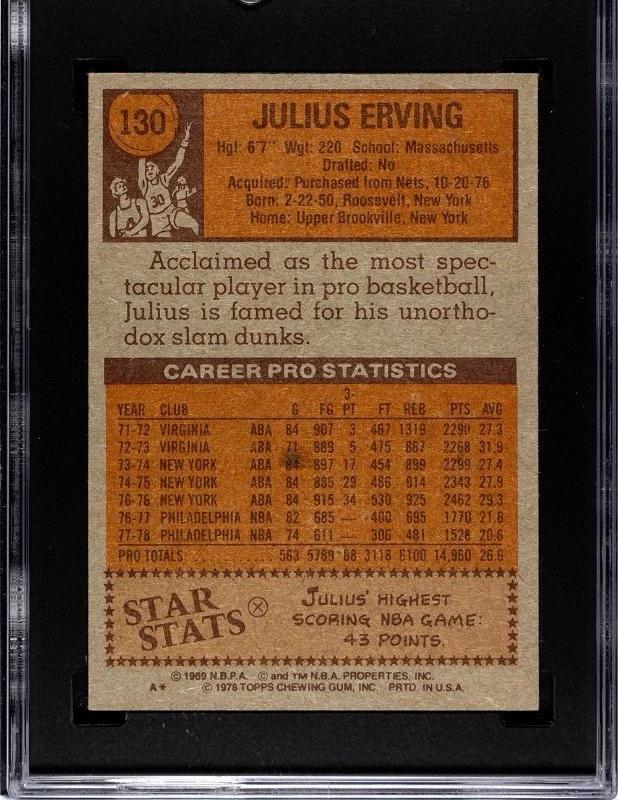 130
30
JULIUS ERVING
Hgt: 6'7" Wgt: 220 School: Massachusetts
Drafted: No
Acquired: Purchased from Nets, 10-20-76
Born: 2-22-50, Roosevelt, New York
Home: Upper Brookville, New York
Acclaimed as the most spec-
tacular player in pro basketball,
Julius is famed for his unortho-
dox slam dunks.
CAREER PRO STATISTICS
YEAR CLUB G FG 3-PT FT REB PTS AVG
71-72 VIRGINIA ABA 84 907 3 467 1319 2290 27.3
72-73 VIRGINIA ABA 71 889 5 475 867 2268 31.9
73-74 NEW YORK ABA 84 897 17 454 899 2299 27.4
74-75 NEW YORK ABA 84 835 29 486 914 2343 27.9
75-76 NEW YORK ABA 84 915 34 530 925 2462 29.3
76-77 PHILADELPHIA NBA 82 685 — 400 695 1770 21.6
77-78 PHILADELPHIA NBA 74 611 — 306 481 1528 20.6
PRO TOTALS 563 5789 88 3118 6100 14,960 26.6
STAR
STATS
JULIUS' HIGHEST
SCORING NBA GAME:
43 POINTS.
© 1969 N.B.P.A. © and TM N.B.A. PROPERTIES, INC.
A* © 1978 TOPPS CHEWING GUM, INC PRTD. IN U.S.A.